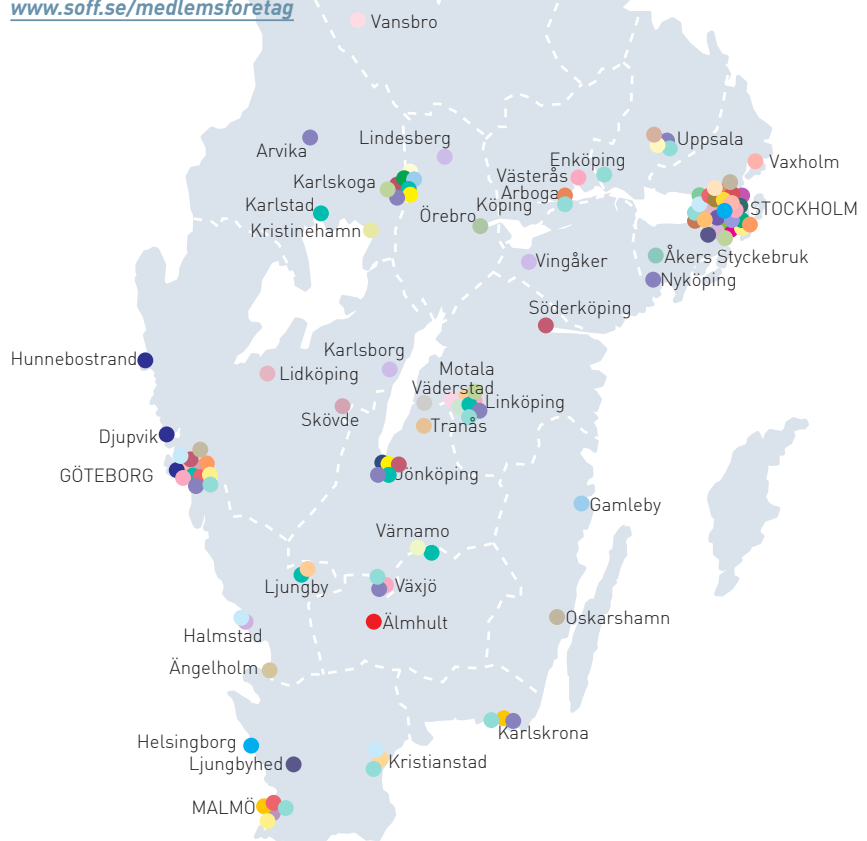 www.soff.se/medlemsforetag
Vansbro
Arvika
Lindesberg
Uppsala
Vaxholm
Enköping
Västerås
Karlskoga
Arboga
Köping
Karlstad
Örebro
STOCKHOLM
Kristinehamn
Vingåker
Åkers Styckebruk
Nyköping
Söderköping
Hunnebostrand
Karlsborg
Lidköping
Motala
Väderstad
Linköping
Skövde
Tranås
Djupvik
GÖTEBORG
Jönköping
Gamleby
Värnamo
Ljungby
Växjö
Halmstad
Älmhult
Oskarshamn
Ängelholm
Karlskrona
Helsingborg
Ljungbyhed
Kristianstad
MALMÖ